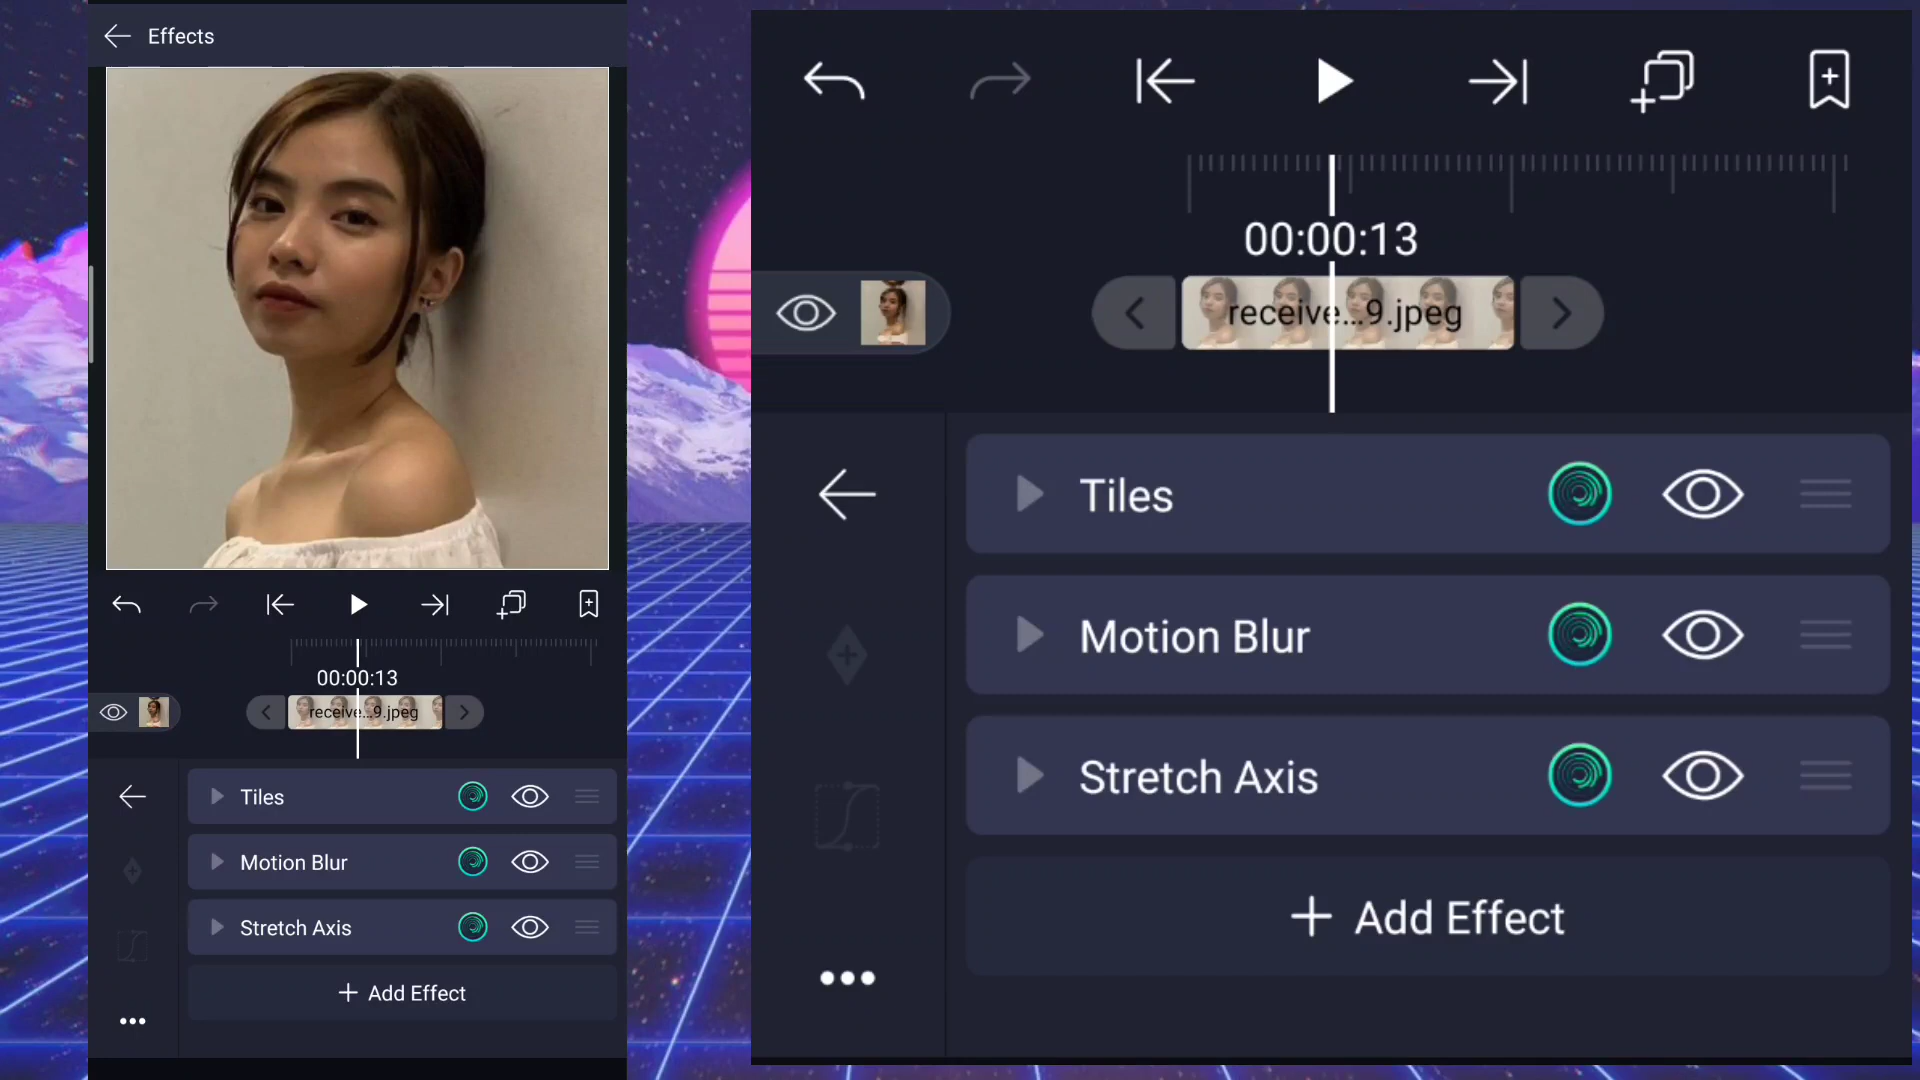 Effects
00:00:13
receive...9.jpeg
Tiles
Motion Blur
Stretch Axis
+ Add Effect
00:00:13
receive...9.jpeg
Tiles
Motion Blur
Stretch Axis
+ Add Effect